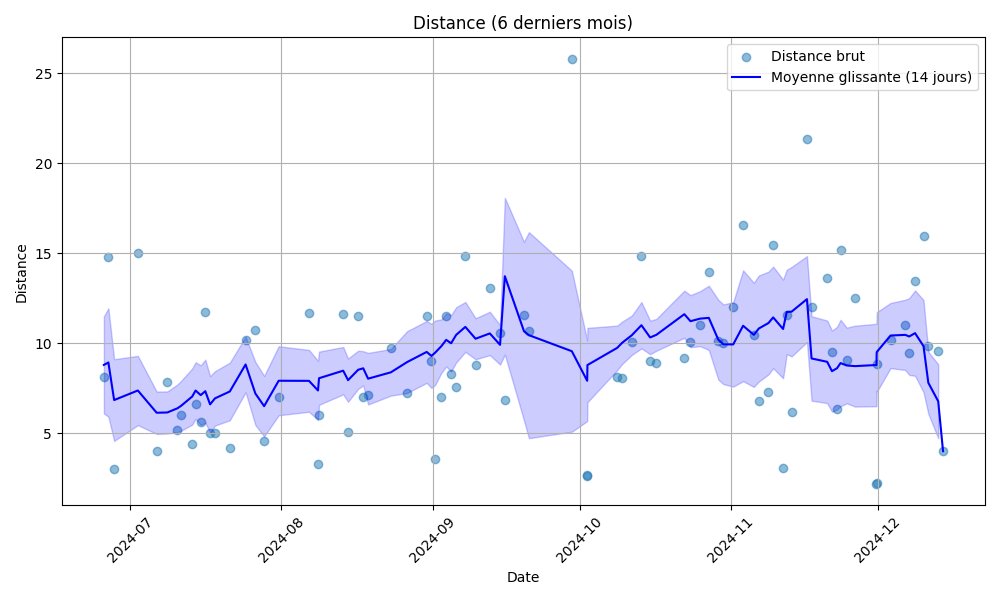 Distance (6 derniers mois)
Distance brut
Moyenne glissante (14 jours)
Distance
25
20
15
10
5
2024-07
2024-08
2024-09
2024-10
2024-11
2024-12
Date